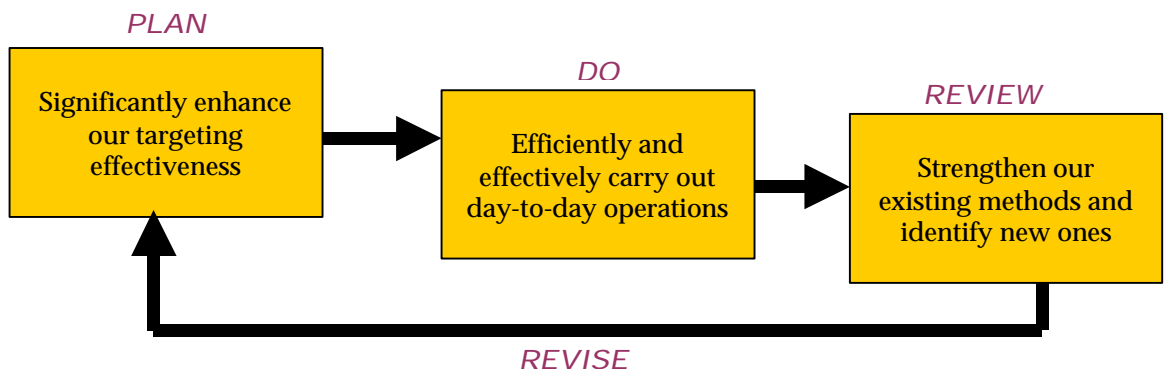 PLAN
Significantly enhance
our targeting
effectiveness
DO
Efficiently and
effectively carry out
day-to-day operations
REVIEW
Strengthen our
existing methods and
identify new ones
REVISE